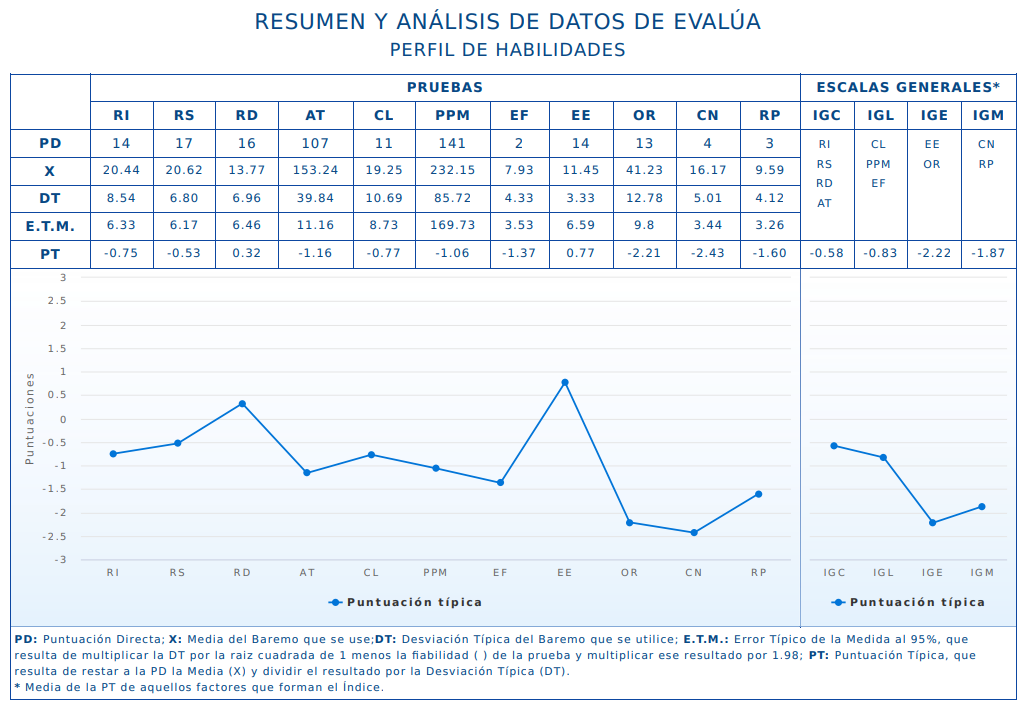 RESUMEN Y ANÁLISIS DE DATOS DE EVALÚA
PERFIL DE HABILIDADES
PRUEBAS ESCALAS GENERALES*
RI RS RD AT CL PPM EF EE OR CN RP IGC IGL IGE IGM
PD 14 17 16 107 11 141 2 14 13 4 3
X 20.44 20.62 13.77 153.24 19.25 232.15 7.93 11.45 41.23 16.17 9.59
DT 8.54 6.80 6.96 39.84 10.69 85.72 4.33 3.33 12.78 5.01 4.12
E.T.M. 6.33 6.17 6.46 11.16 8.73 169.73 3.53 6.59 9.8 3.44 3.26
RI CL EE CN
RS PPM OR RP
RD EF
AT
PT -0.75 -0.53 0.32 -1.16 -0.77 -1.06 -1.37 0.77 -2.21 -2.43 -1.60 -0.58 -0.83 -2.22 -1.87
Puntuaciones
3
2.5
2
1.5
1
0.5
0
-0.5
-1
-1.5
-2
-2.5
-3
RI RS RD AT CL PPM EF EE OR CN RP IGC IGL IGE IGM
Puntuación típica Puntuación típica
PD: Puntuación Directa; X: Media del Baremo que se use;DT: Desviación Típica del Baremo que se utilice; E.T.M.: Error Típico de la Medida al 95%, que
resulta de multiplicar la DT por la raiz cuadrada de 1 menos la fiabilidad ( ) de la prueba y multiplicar ese resultado por 1.98; PT: Puntuación Típica, que
resulta de restar a la PD la Media (X) y dividir el resultado por la Desviación Típica (DT).
* Media de la PT de aquellos factores que forman el Índice.